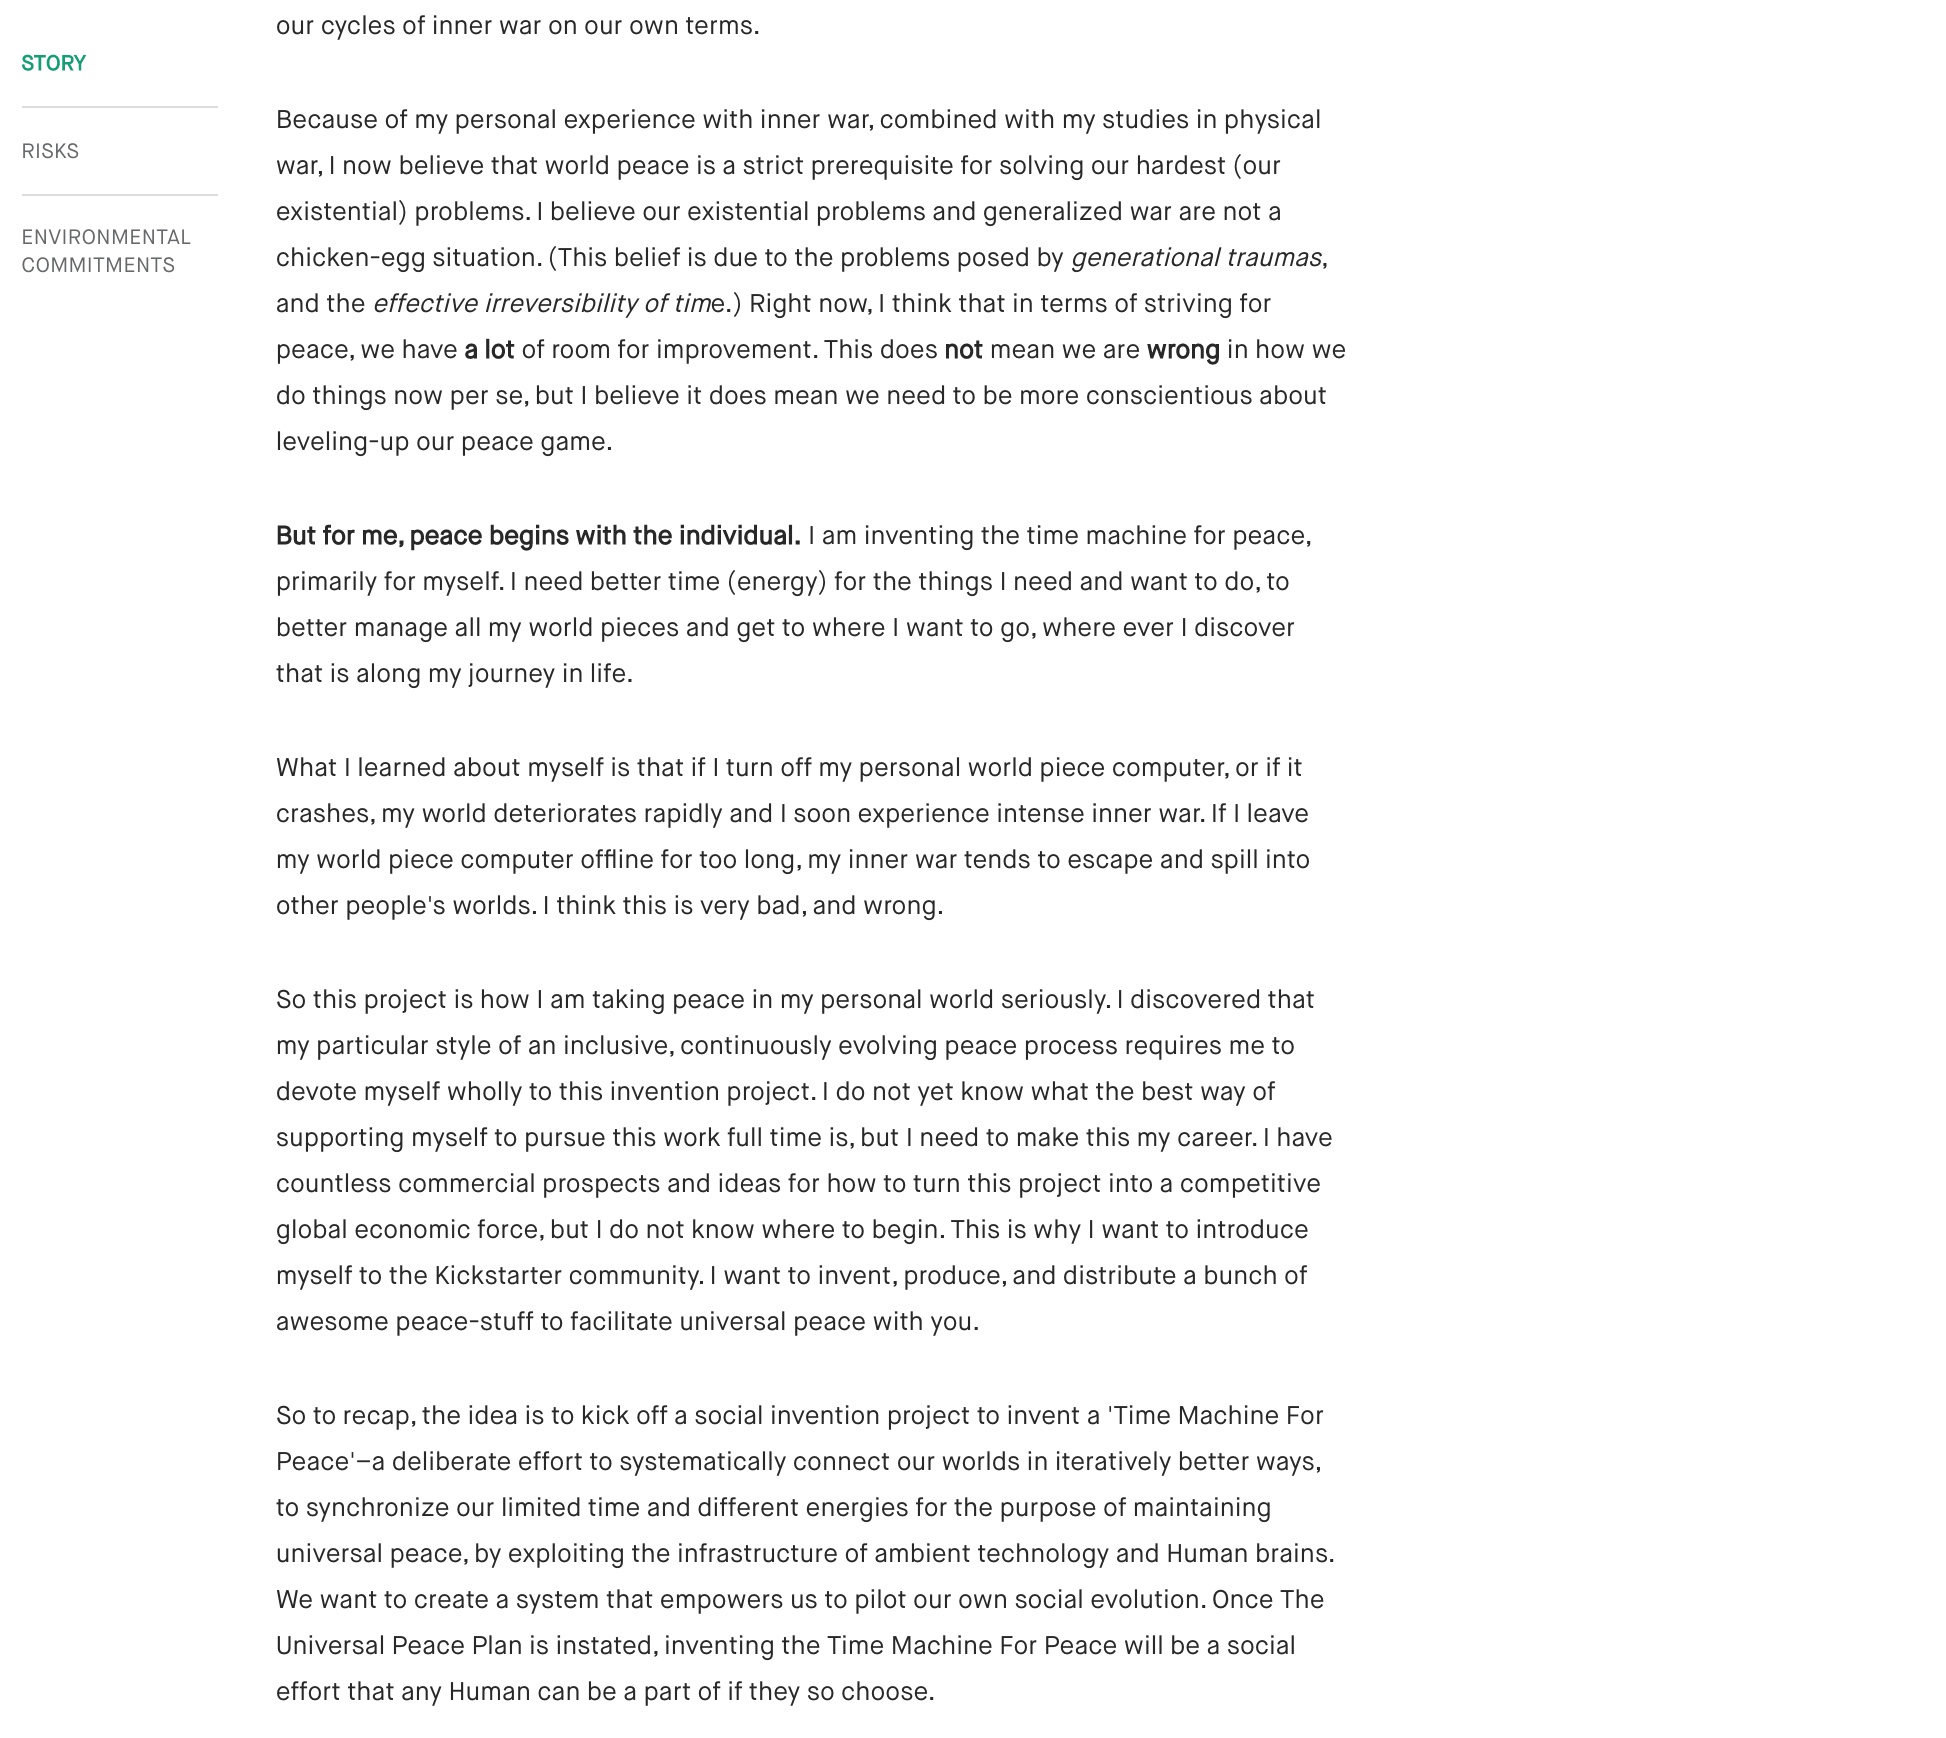 our cycles of inner war on our own terms.
STORY
RISKS
ENVIRONMENTAL
COMMITMENTS
Because of my personal experience with inner war, combined with my studies in physical
war, I now believe that world peace is a strict prerequisite for solving our hardest (our
existential) problems. I believe our existential problems and generalized war are not a
chicken-egg situation. (This belief is due to the problems posed by generational traumas,
and the effective irreversibility of time.) Right now, I think that in terms of striving for
peace, we have a lot of room for improvement. This does not mean we are wrong in how we
do things now per se, but I believe it does mean we need to be more conscientious about
leveling-up our peace game.
But for me, peace begins with the individual. I am inventing the time machine for peace,
primarily for myself. I need better time (energy) for the things I need and want to do, to
better manage all my world pieces and get to where I want to go, where ever I discover
that is along my journey in life.
What I learned about myself is that if I turn off my personal world piece computer, or if it
crashes, my world deteriorates rapidly and I soon experience intense inner war. If I leave
my world piece computer offline for too long, my inner war tends to escape and spill into
other people's worlds. I think this is very bad, and wrong.
So this project is how I am taking peace in my personal world seriously. I discovered that
my particular style of an inclusive, continuously evolving peace process requires me to
devote myself wholly to this invention project. I do not yet know what the best way of
supporting myself to pursue this work full time is, but I need to make this my career. I have
countless commercial prospects and ideas for how to turn this project into a competitive
global economic force, but I do not know where to begin. This is why I want to introduce
myself to the Kickstarter community. I want to invent, produce, and distribute a bunch of
awesome peace-stuff to facilitate universal peace with you.
So to recap, the idea is to kick off a social invention project to invent a 'Time Machine For
Peace'–a deliberate effort to systematically connect our worlds in iteratively better ways,
to synchronize our limited time and different energies for the purpose of maintaining
universal peace, by exploiting the infrastructure of ambient technology and Human brains.
We want to create a system that empowers us to pilot our own social evolution. Once The
Universal Peace Plan is instated, inventing the Time Machine For Peace will be a social
effort that any Human can be a part of if they so choose.